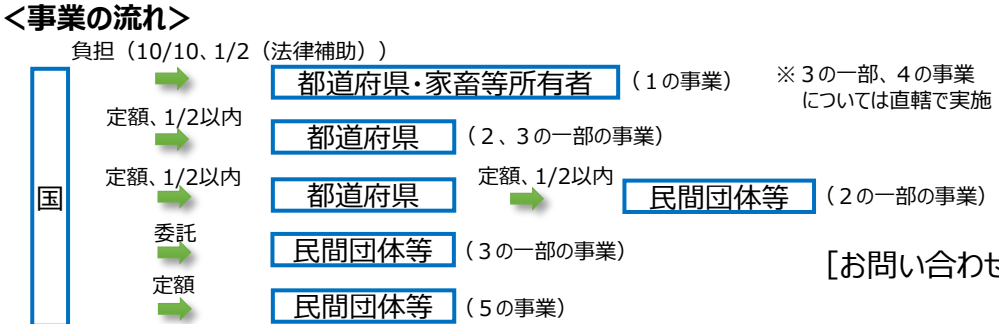 ＜事業の流れ＞
負担（10/10、1/2（法律補助））
都道府県・家畜等所有者
（１の事業）
※３の一部、４の事業
については直轄で実施
定額、1/2以内
都道府県
（２、３の一部の事業）
国
定額、1/2以内
都道府県
定額、1/2以内
民間団体等
（２の一部の事業）
委託
民間団体等
（３の一部の事業）
［お問い合わせ
定額
民間団体等
（５の事業）